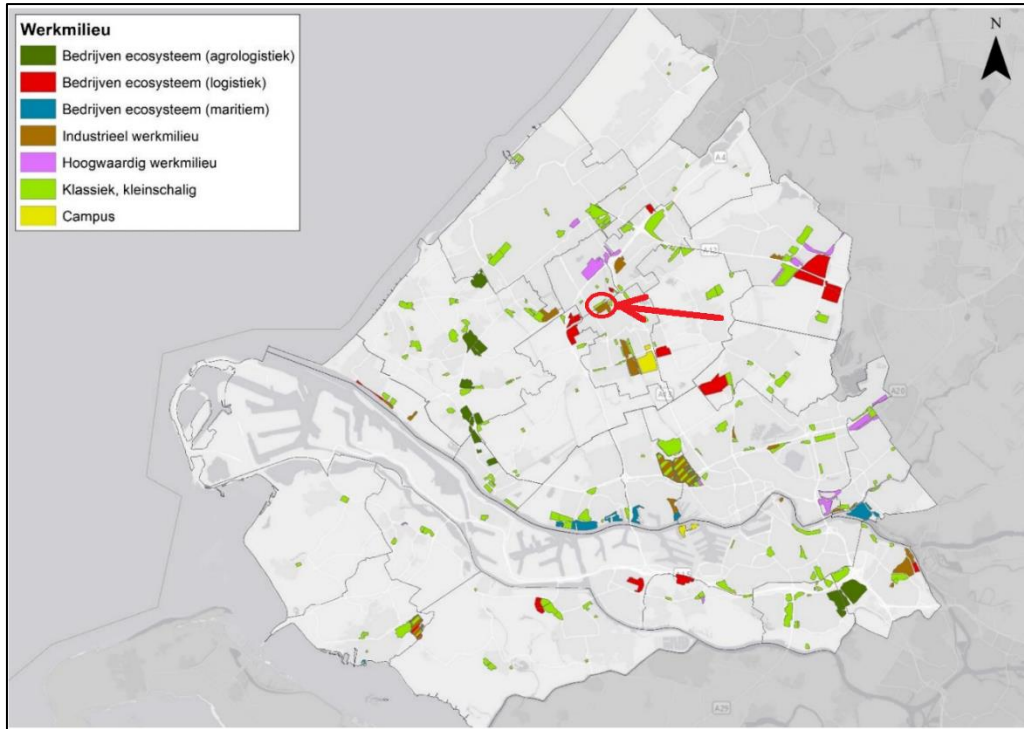 Werkmilieu
Bedrijven ecosysteem (agrologistiek)
Bedrijven ecosysteem (logistiek)
Bedrijven ecosysteem (maritiem)
Industrieel werkmilieu
Hoogwaardig werkmilieu
Klassiek, kleinschalig
Campus
N
A4
A12
A20
A13
A15
A29